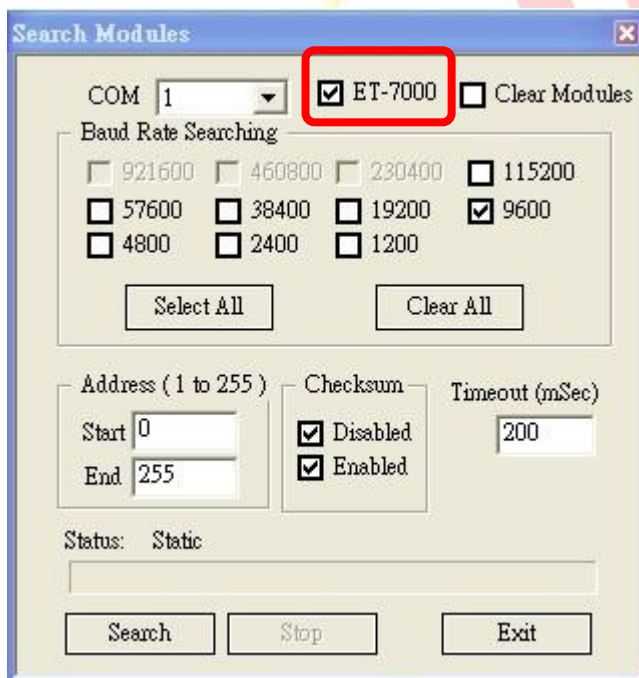 Search Modules
COM 1 ET-7000 Clear Modules
Baud Rate Searching
921600 460800 230400 115200
57600 38400 19200 9600
4800 2400 1200
Select All Clear All
Address ( 1 to 255 ) Checksum Timeout (mSec)
Start 0 Disabled 200
End 255 Enabled
Status: Static
Search Stop Exit